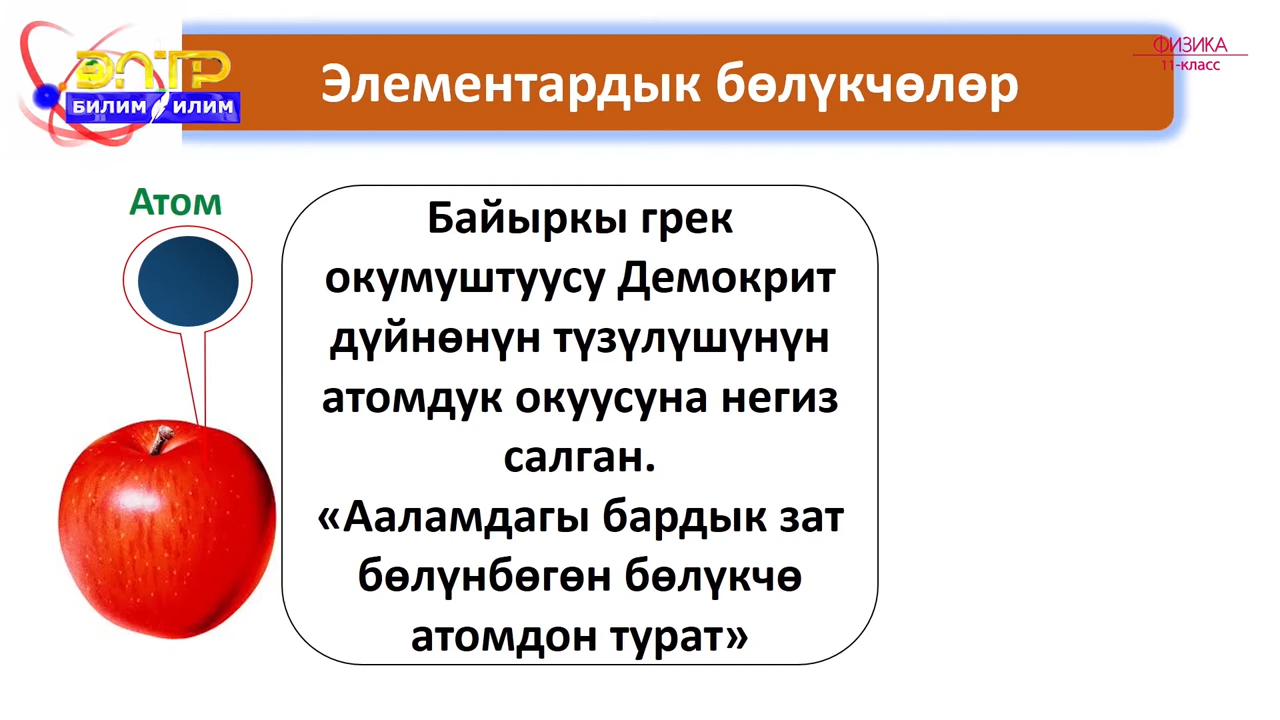 ЭЛТР
БИЛИМ ИЛИМ
Элементардык бөлүкчөлөр
ФИЗИКА
11-класс
Атом
Байыркы грек
окумуштуусу Демокрит
дүйнөнүн түзүлүшүнүн
атомдук окуусуна негиз
салган.
«Ааламдагы бардык зат
бөлүнбөгөн бөлүкчө
атомдон турат»